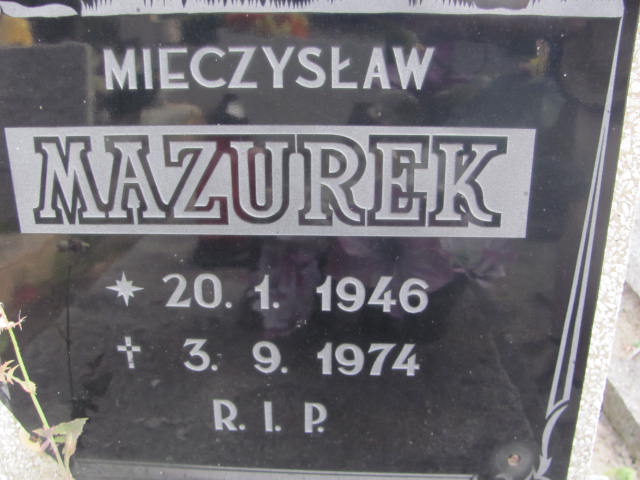 MIECZYSŁAW
MAZUREK
* 20. 1. 1946
✝ 3. 9. 1974
R. I. P.